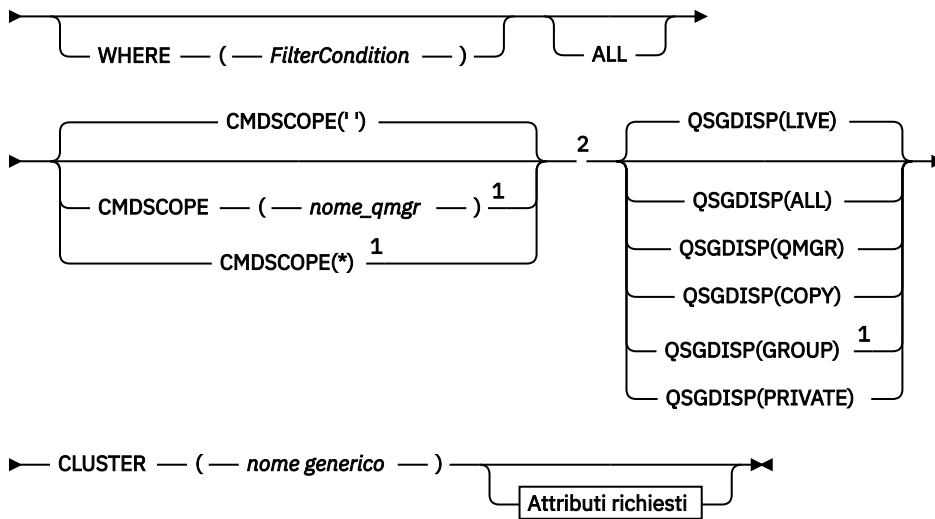 WHERE ( FilterCondition ) ALL
CMDSCOPE(' ') QSGDISP(LIVE)
2
CMDSCOPE ( nome_qmgr ) 1 QSGDISP(ALL)
CMDSCOPE(*) 1 QSGDISP(QMGR)
QSGDISP(COPY)
QSGDISP(GROUP) 1
QSGDISP(PRIVATE)
CLUSTER ( nome generico )
Attributi richiesti